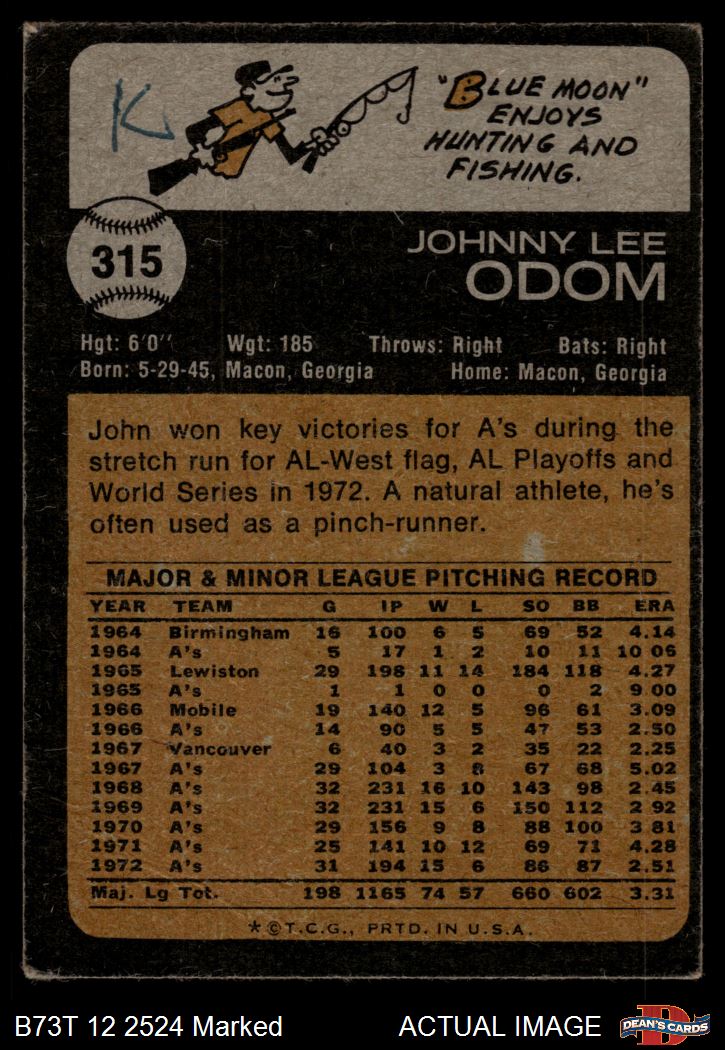 K
"BLUE MOON"
ENJOYS
HUNTING AND
FISHING.
315
JOHNNY LEE
ODOM
Hgt: 6'0" Wgt: 185 Throws: Right Bats: Right
Born: 5-29-45, Macon, Georgia Home: Macon, Georgia
John won key victories for A's during the
stretch run for AL-West flag, AL Playoffs and
World Series in 1972. A natural athlete, he's
often used as a pinch-runner.
MAJOR & MINOR LEAGUE PITCHING RECORD
YEAR TEAM G IP W L SO BB ERA
1964 Birmingham 16 100 6 5 69 52 4.14
1964 A's 5 17 1 2 10 11 10 06
1965 Lewiston 29 198 11 14 184 118 4.27
1965 A's 1 1 0 0 0 2 9.00
1966 Mobile 19 140 12 5 96 61 3.09
1966 A's 14 90 5 5 47 53 2.50
1967 Vancouver 6 40 3 2 35 22 2.25
1967 A's 29 104 3 8 67 68 5.02
1968 A's 32 231 16 10 143 98 2.45
1969 A's 32 231 15 6 150 112 2 92
1970 A's 29 156 9 8 88 100 3 81
1971 A's 25 141 10 12 69 71 4.28
1972 A's 31 194 15 6 86 87 2.51
Maj. Lg Tot. 198 1165 74 57 660 602 3.31
*©T.C.G., PRTD. IN U.S.A.
B73T 12 2524 Marked ACTUAL IMAGE D DEAN'S CARDS